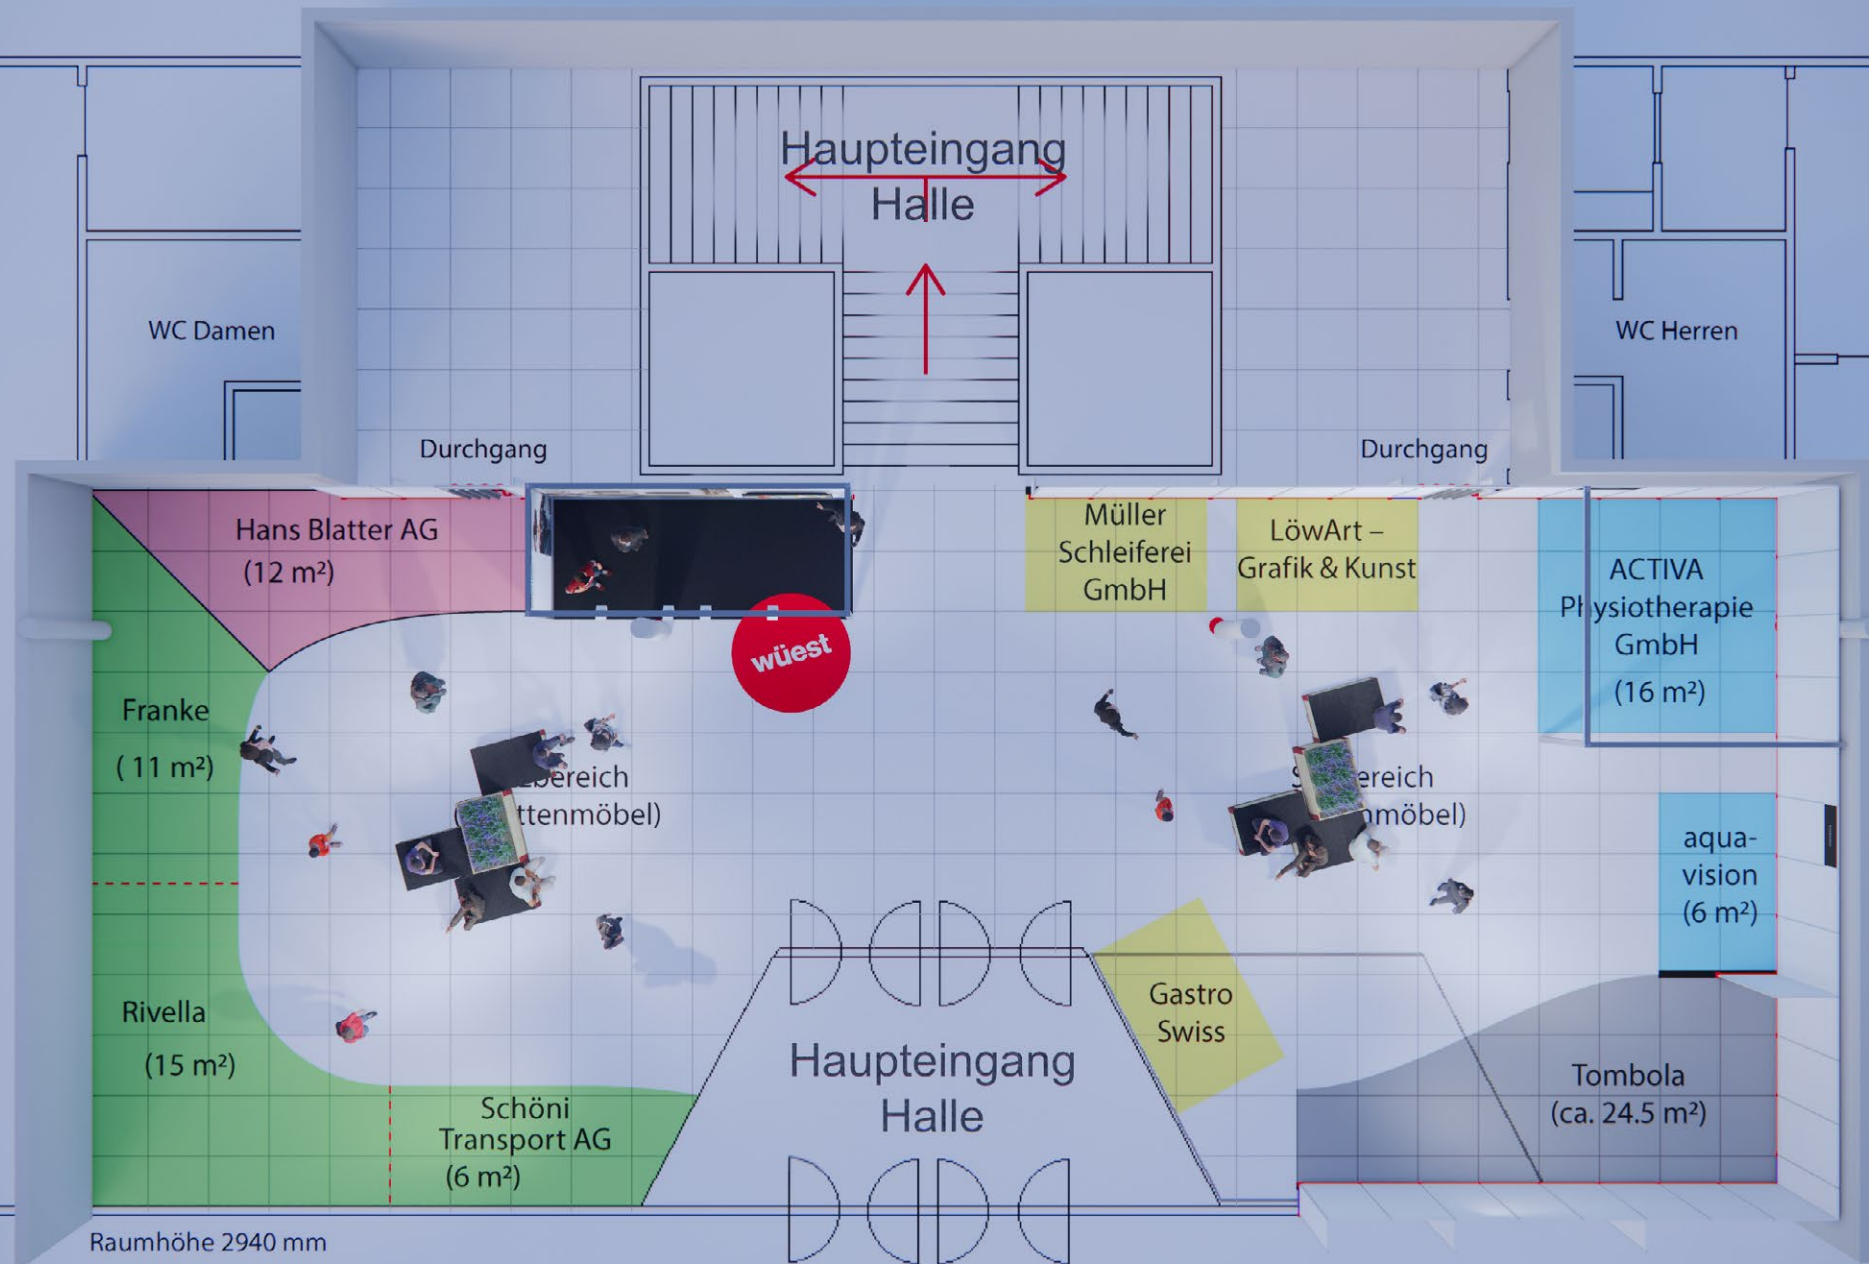 Haupteingang
Halle
WC Damen
WC Herren
Durchgang
Durchgang
Hans Blatter AG
(12 m²)
Müller
Schleiferei
GmbH
LöwArt –
Grafik & Kunst
ACTIVA
Physiotherapie
GmbH
(16 m²)
wüest
Franke
( 11 m²)
bereich
ttenmöbel)
ereich
möbel)
aqua-
vision
(6 m²)
Rivella
(15 m²)
Gastro
Swiss
Haupteingang
Halle
Schöni
Transport AG
(6 m²)
Tombola
(ca. 24.5 m²)
Raumhöhe 2940 mm